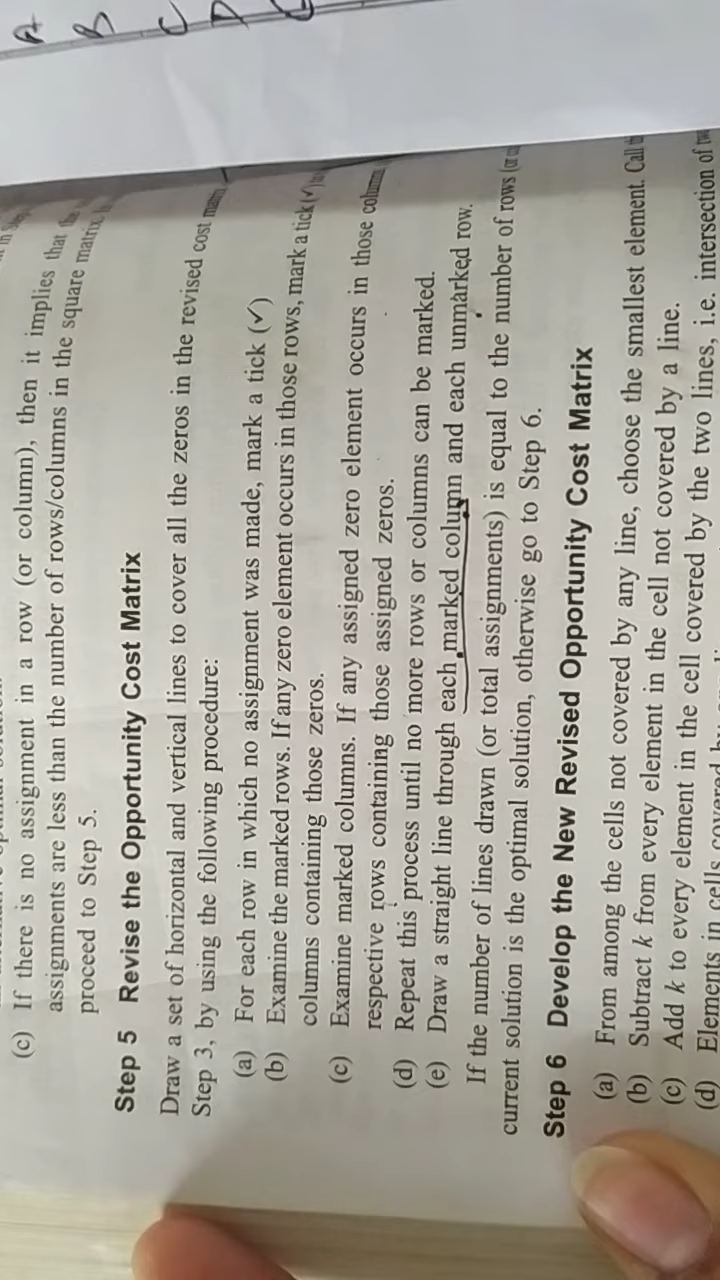 (c) If there is no assignment in a row (or column), then it implies that the
assignments are less than the number of rows/columns in the square matrix.
proceed to Step 5.
Step 5 Revise the Opportunity Cost Matrix
Draw a set of horizontal and vertical lines to cover all the zeros in the revised cost
Step 3, by using the following procedure:
(a) For each row in which no assignment was made, mark a tick (✓)
(b) Examine the marked rows. If any zero element occurs in those rows, mark a tick (✓)
columns containing those zeros.
(c) Examine marked columns. If any assigned zero element occurs in those
respective rows containing those assigned zeros.
(d) Repeat this process until no more rows or columns can be marked.
(e) Draw a straight line through each marked column and each unmarked row.
If the number of lines drawn (or total assignments) is equal to the number of rows (or
current solution is the optimal solution, otherwise go to Step 6.
Step 6 Develop the New Revised Opportunity Cost Matrix
(a) From among the cells not covered by any line, choose the smallest element. Call
(b) Subtract k from every element in the cell not covered by a line.
(c) Add k to every element in the cell covered by the two lines, i.e. intersection of
(d) Elements in cells covered by
A
B
C
A